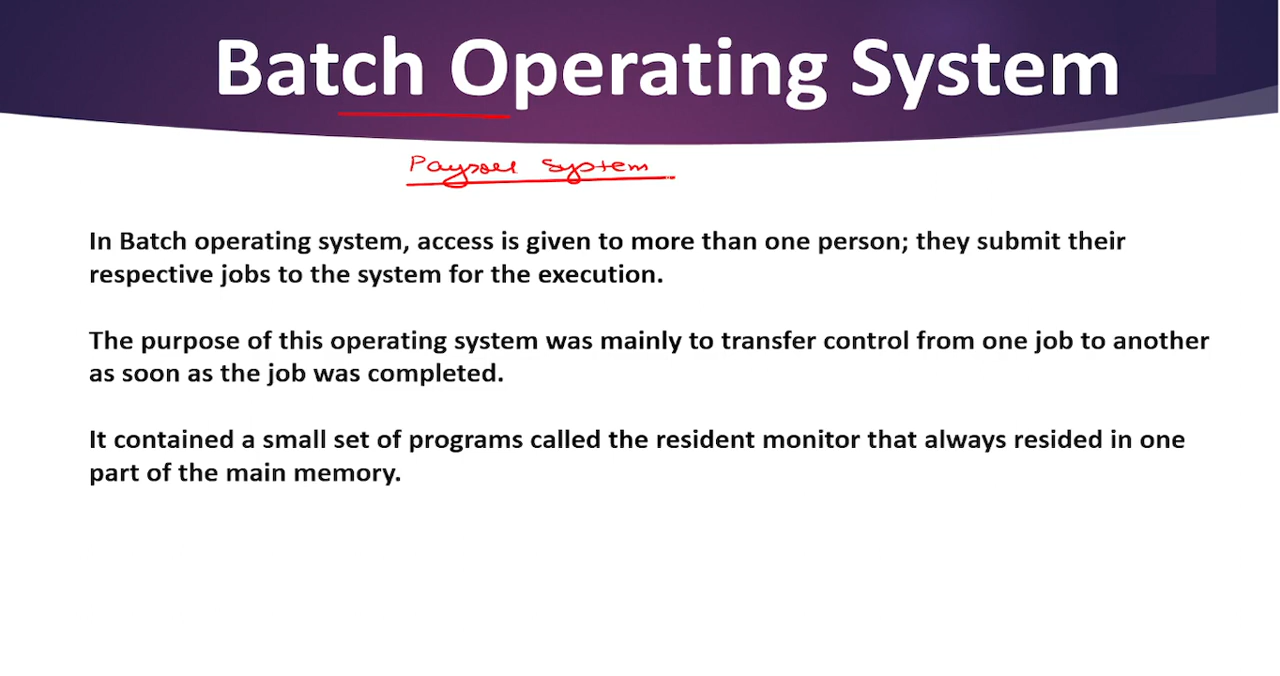 Batch Operating System
Payroll System
In Batch operating system, access is given to more than one person; they submit their
respective jobs to the system for the execution.
The purpose of this operating system was mainly to transfer control from one job to another
as soon as the job was completed.
It contained a small set of programs called the resident monitor that always resided in one
part of the main memory.